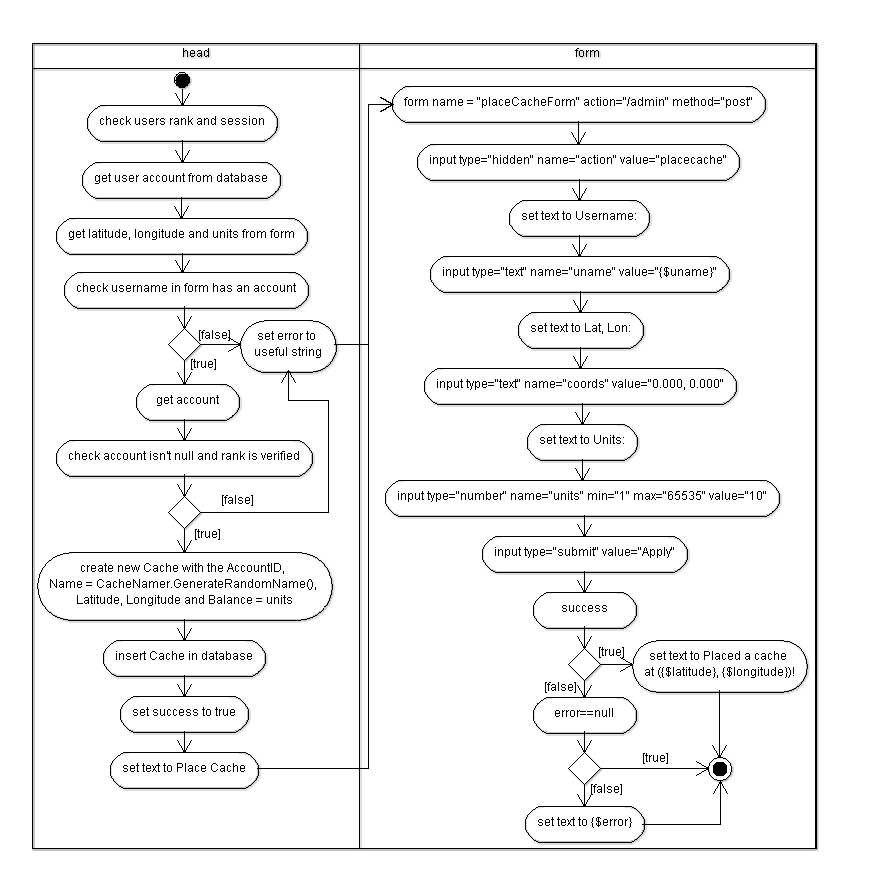 head
check users rank and session
get user account from database
get latitude, longitude and units from form
check username in form has an account
[false]
set error to
useful string
[true]
get account
check account isn't null and rank is verified
[false]
[true]
create new Cache with the AccountID,
Name = CacheNamer.GenerateRandomName(),
Latitude, Longitude and Balance = units
insert Cache in database
set success to true
set text to Place Cache
form
form name = "placeCacheForm" action="/admin" method="post"
input type="hidden" name="action" value="placecache"
set text to Username:
input type="text" name="uname" value="{$uname}"
set text to Lat, Lon:
input type="text" name="coords" value="0.000, 0.000"
set text to Units:
input type="number" name="units" min="1" max="65535" value="10"
input type="submit" value="Apply"
success
[true]
set text to Placed a cache
at ({$latitude}, {$longitude})!
[false]
error==null
[true]
[false]
set text to {$error}